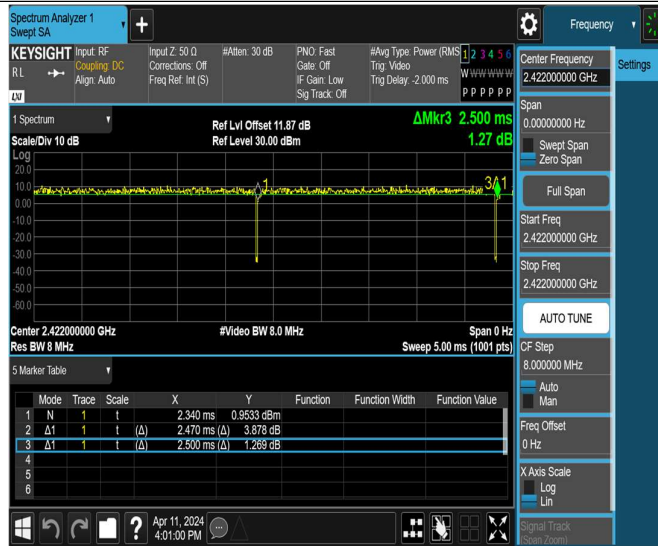 Spectrum Analyzer 1
Swept SA
+
Frequency
KEYSIGHT
RL
LXI
Input: RF
Coupling: DC
Align: Auto
Input Z: 50 Ω
Corrections: Off
Freq Ref: Int (S)
#Atten: 30 dB
PNO: Fast
Gate: Off
IF Gain: Low
Sig Track: Off
#Avg Type: Power (RMS
Trig: Video
Trig Delay: -2.000 ms
1 2 3 4 5 6
W W W W W W
P P P P P P
Center Frequency
2.422000000 GHz
Settings
Span
0.00000000 Hz
Swept Span
Zero Span
Full Span
Start Freq
2.422000000 GHz
Stop Freq
2.422000000 GHz
AUTO TUNE
CF Step
8.000000 MHz
Auto
Man
Freq Offset
0 Hz
X Axis Scale
Log
Lin
Signal Track
(Span Zoom)
1 Spectrum
Scale/Div 10 dB
Ref Lvl Offset 11.87 dB
Ref Level 30.00 dBm
ΔMkr3 2.500 ms
1.27 dB
Log
20.0
10.0
0.00
-10.0
-20.0
-30.0
-40.0
-50.0
-60.0
1
3Δ1
Center 2.422000000 GHz
Res BW 8 MHz
#Video BW 8.0 MHz
Span 0 Hz
Sweep 5.00 ms (1001 pts)
5 Marker Table
Mode Trace Scale X Y Function Function Width Function Value
1 N 1 t 2.340 ms 0.9533 dBm
2 Δ1 1 t (Δ) 2.470 ms (Δ) 3.878 dB
3 Δ1 1 t (Δ) 2.500 ms (Δ) 1.269 dB
4
5
6
?
Apr 11, 2024
4:01:00 PM